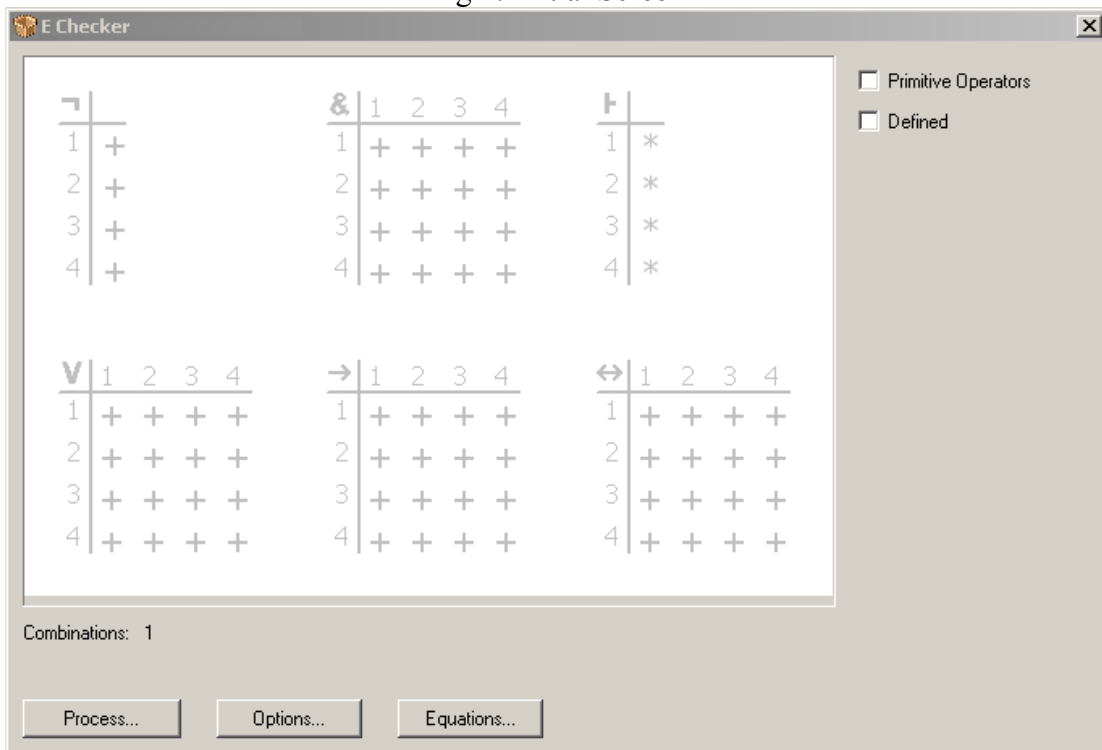 E Checker
Primitive Operators
Defined
¬
1 +
2 +
3 +
4 +
& 1 2 3 4
1 + + + +
2 + + + +
3 + + + +
4 + + + +
⊢
1 *
2 *
3 *
4 *
V 1 2 3 4
1 + + + +
2 + + + +
3 + + + +
4 + + + +
→ 1 2 3 4
1 + + + +
2 + + + +
3 + + + +
4 + + + +
↔ 1 2 3 4
1 + + + +
2 + + + +
3 + + + +
4 + + + +
Combinations: 1
Process...
Options...
Equations...